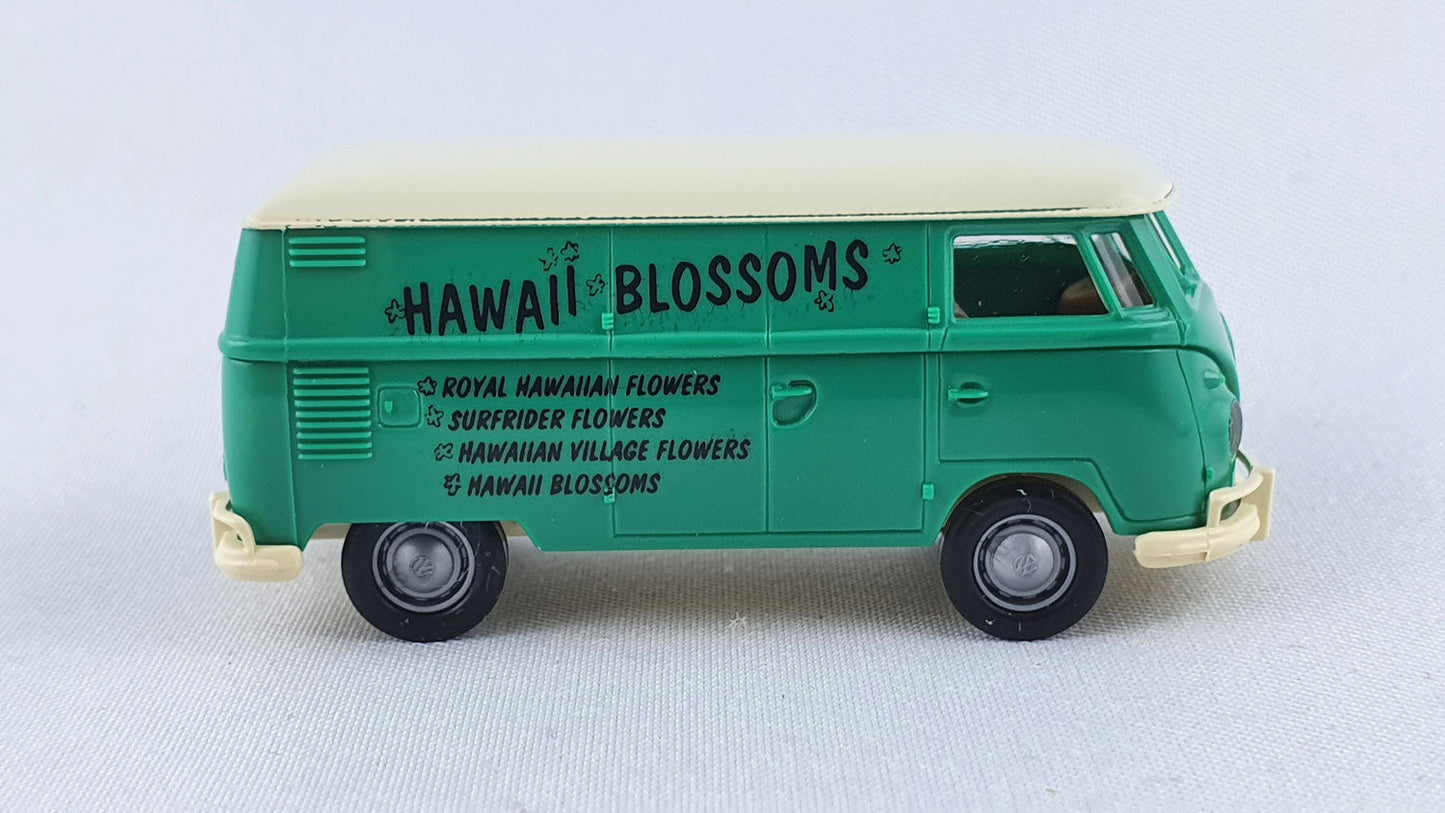 HAWAII BLOSSOMS
ROYAL HAWAIIAN FLOWERS
SURFRIDER FLOWERS
HAWAIIAN VILLAGE FLOWERS
HAWAII BLOSSOMS